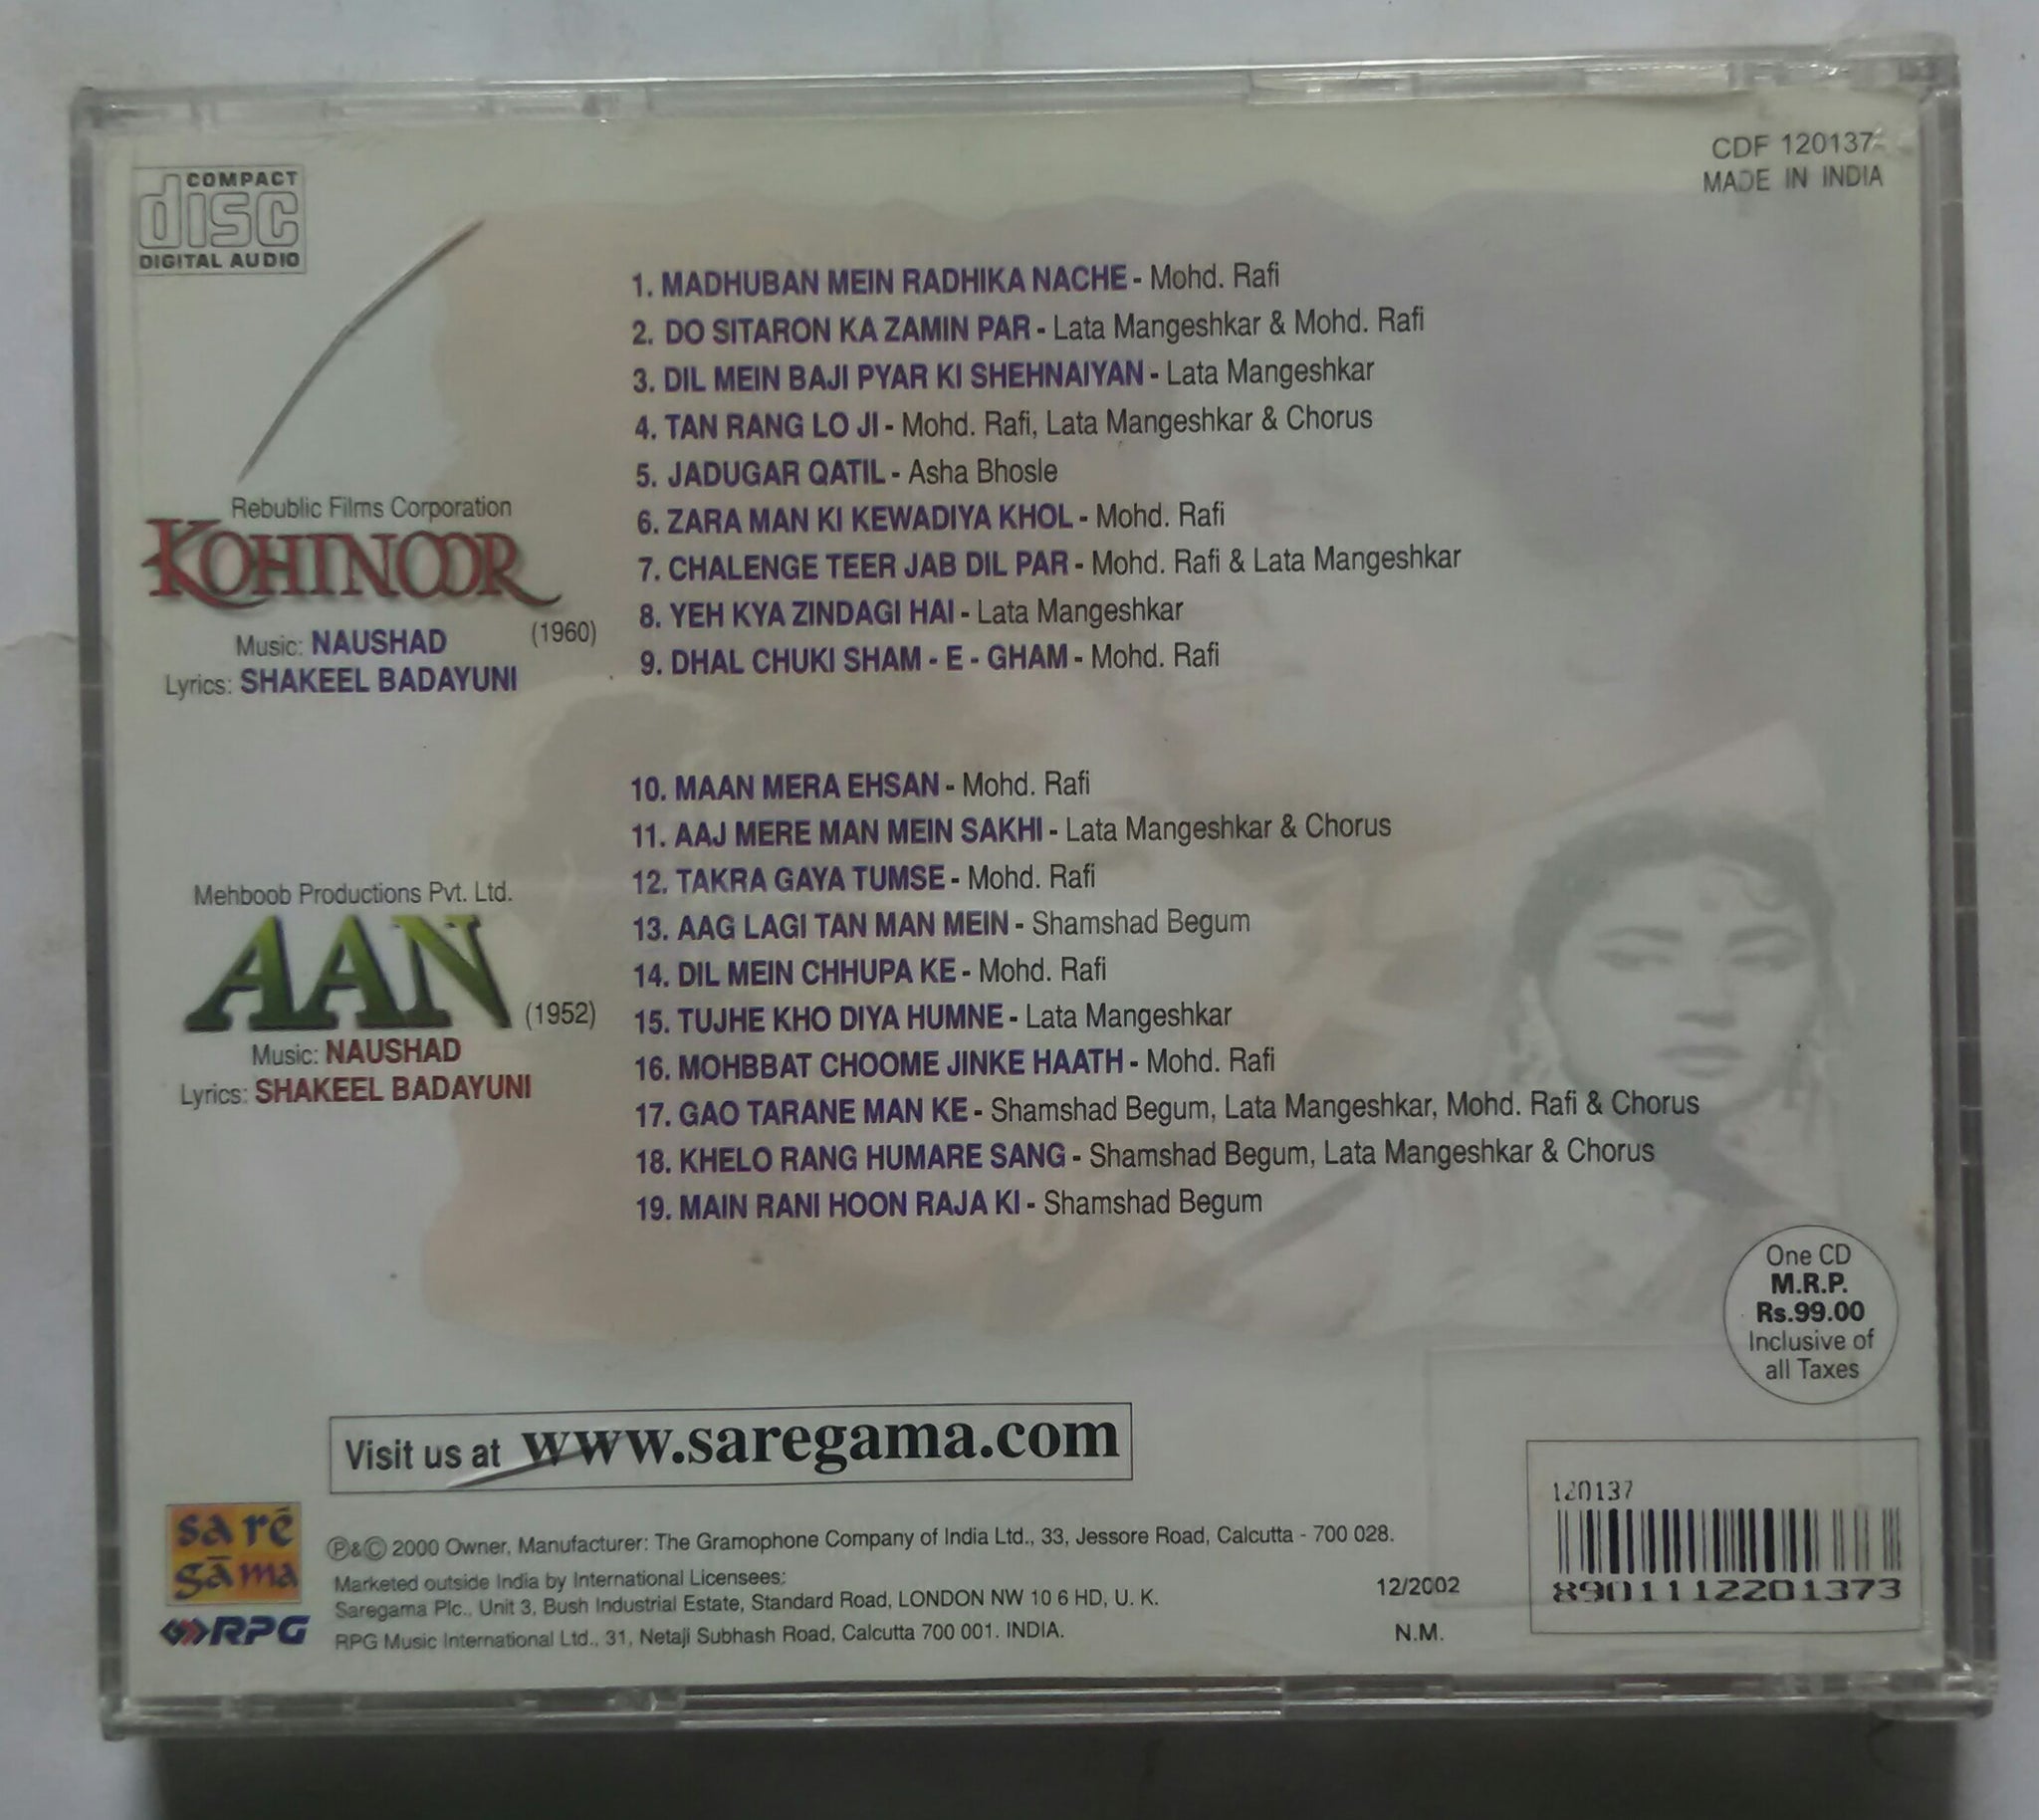 COMPACT
disc
DIGITAL AUDIO
CDF 120137
MADE IN INDIA
Rebublic Films Corporation
KOHINOOR
(1960)
Music: NAUSHAD
Lyrics: SHAKEEL BADAYUNI
1. MADHUBAN MEIN RADHIKA NACHE - Mohd. Rafi
2. DO SITARON KA ZAMIN PAR - Lata Mangeshkar & Mohd. Rafi
3. DIL MEIN BAJI PYAR KI SHEHNAIYAN - Lata Mangeshkar
4. TAN RANG LO JI - Mohd. Rafi, Lata Mangeshkar & Chorus
5. JADUGAR QATIL - Asha Bhosle
6. ZARA MAN KI KEWADIYA KHOL - Mohd. Rafi
7. CHALENGE TEER JAB DIL PAR - Mohd. Rafi & Lata Mangeshkar
8. YEH KYA ZINDAGI HAI - Lata Mangeshkar
9. DHAL CHUKI SHAM - E - GHAM - Mohd. Rafi
Mehboob Productions Pvt. Ltd.
AAN
(1952)
Music: NAUSHAD
Lyrics: SHAKEEL BADAYUNI
10. MAAN MERA EHSAN - Mohd. Rafi
11. AAJ MERE MAN MEIN SAKHI - Lata Mangeshkar & Chorus
12. TAKRA GAYA TUMSE - Mohd. Rafi
13. AAG LAGI TAN MAN MEIN - Shamshad Begum
14. DIL MEIN CHHUPA KE - Mohd. Rafi
15. TUJHE KHO DIYA HUMNE - Lata Mangeshkar
16. MOHBBAT CHOOME JINKE HAATH - Mohd. Rafi
17. GAO TARANE MAN KE - Shamshad Begum, Lata Mangeshkar, Mohd. Rafi & Chorus
18. KHELO RANG HUMARE SANG - Shamshad Begum, Lata Mangeshkar & Chorus
19. MAIN RANI HOON RAJA KI - Shamshad Begum
One CD
M.R.P.
Rs.99.00
Inclusive of
all Taxes
Visit us at www.saregama.com
sa rē
gā ma
RPG
Ⓟ&© 2000 Owner, Manufacturer: The Gramophone Company of India Ltd., 33, Jessore Road, Calcutta - 700 028.
Marketed outside India by International Licensees:
Saregama Plc., Unit 3, Bush Industrial Estate, Standard Road, LONDON NW 10 6 HD, U. K.
RPG Music International Ltd., 31, Netaji Subhash Road, Calcutta 700 001. INDIA.
12/2002
N.M.
120137
8901112201373